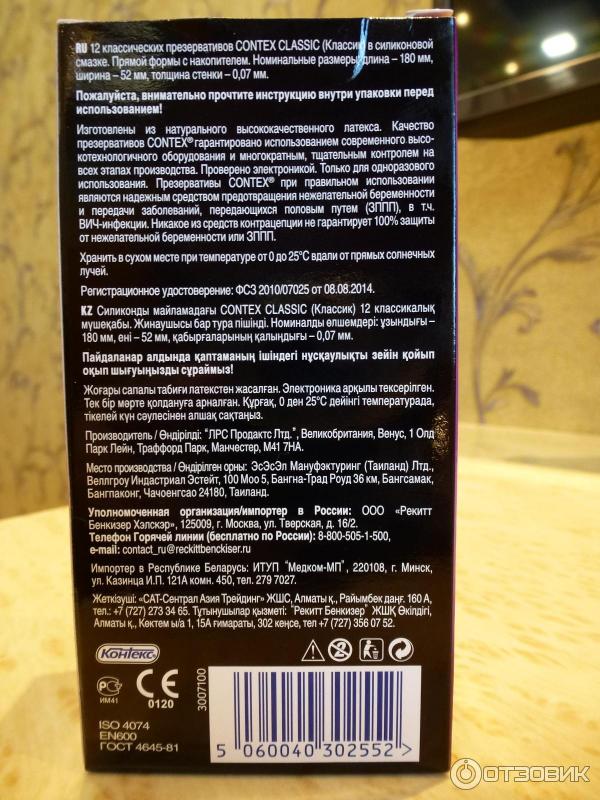 RU 12 классических презервативов CONTEX CLASSIC (Классик) в силиконовой
смазке. Прямой формы с накопителем. Номинальные размеры: длина – 180 мм,
ширина – 52 мм, толщина стенки – 0,07 мм.
Пожалуйста, внимательно прочтите инструкцию внутри упаковки перед
использованием!
Изготовлены из натурального высококачественного латекса. Качество
презервативов CONTEX® гарантировано использованием современного высо-
котехнологичного оборудования и многократным, тщательным контролем на
всех этапах производства. Проверено электроникой. Только для одноразового
использования. Презервативы CONTEX® при правильном использовании
являются надежным средством предотвращения нежелательной беременности
и передачи заболеваний, передающихся половым путем (ЗППП), в т.ч.
ВИЧ-инфекции. Никакое из средств контрацепции не гарантирует 100% защиты
от нежелательной беременности или ЗППП.
Хранить в сухом месте при температуре от 0 до 25°С вдали от прямых солнечных
лучей.
Регистрационное удостоверение: ФСЗ 2010/07025 от 08.08.2014.
KZ Силиконды майламадағы CONTEX CLASSIC (Классик) 12 классикалық
мүшеқабы. Жинаушысы бар тура пішінді. Номиналды өлшемдері: ұзындығы –
180 мм, ені – 52 мм, қабырғаларының қалыңдығы – 0,07 мм.
Пайдаланар алдында қаптаманың ішіндегі нұсқаулықты зейін қойып
оқып шығуыңызды сұраймыз!
Жоғары сапалы табиғи латекстен жасалған. Электроника арқылы тексерілген.
Тек бір мәрте қолдануға арналған. Құрғақ, 0 ден 25°С дейінгі температурада,
тікелей күн сәулесінен алшақ сақтаңыз.
Производитель / Өндірілді: "ЛРС Продактс Лтд.", Великобритания, Венус, 1 Олд
Парк Лейн, Траффорд Парк, Манчестер, М41 7НА.
Место производства / Өндірілген орны: ЭсЭсЭл Мануфэктуринг (Таиланд) Лтд.,
Веллгроу Индастриал Эстейт, 100 Моо 5, Бангна-Трад Роуд 36 км, Бангсамак,
Бангпаконг, Чачоенгсао 24180, Таиланд.
Уполномоченная организация/импортер в России: ООО «Рекитт
Бенкизер Хэлскэр», 125009, г. Москва, ул. Тверская, д. 16/2.
Телефон Горячей линии (бесплатно по России): 8-800-505-1-500,
e-mail: contact_ru@reckittbenckiser.com
Импортер в Республике Беларусь: ИТУП "Медком-МП", 220108, г. Минск,
ул. Казинца И.П. 121А комн. 450, тел. 279 7027.
Жеткізуші: «САТ-Сентрал Азия Трейдинг» ЖШС, Алматы қ., Райымбек даңғ. 160 А,
тел.: +7 (727) 273 34 65. Тұтынушылар қызметі: "Рекитт Бенкизер" ЖШҚ Өкілдігі,
Алматы қ., Көктем ы/а 1, 15А ғимараты, 302 кеңсе, тел +7 (727) 356 07 52.
КОНТЕКС
ИМ41
CE
0120
3007100
ISO 4074
EN600
ГОСТ 4645-81
5 060040 302552 >
ОТЗОВИК